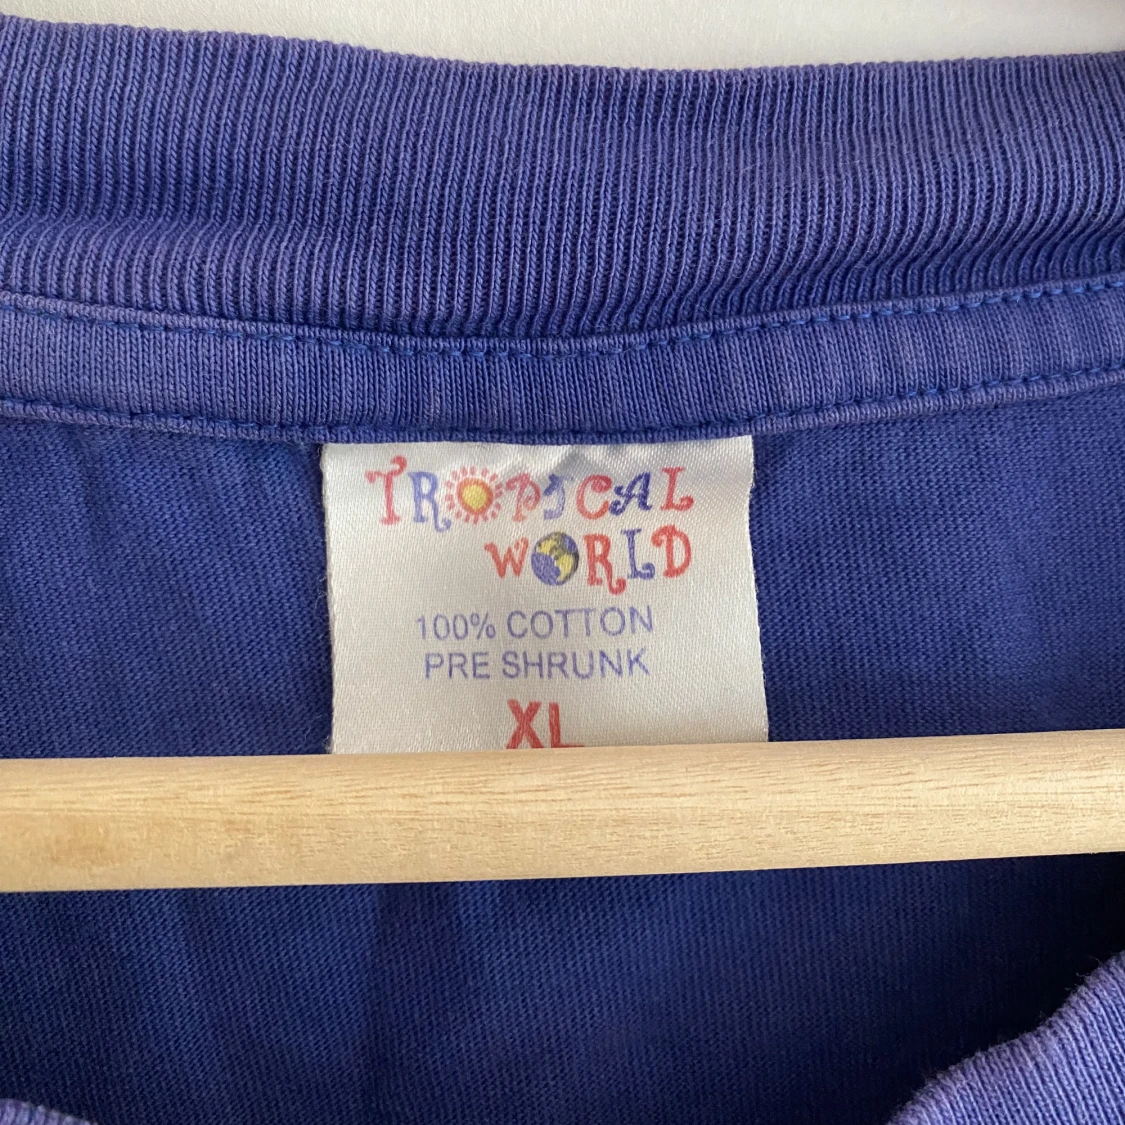 TROPICAL
WORLD
100% COTTON
PRE SHRUNK
XL